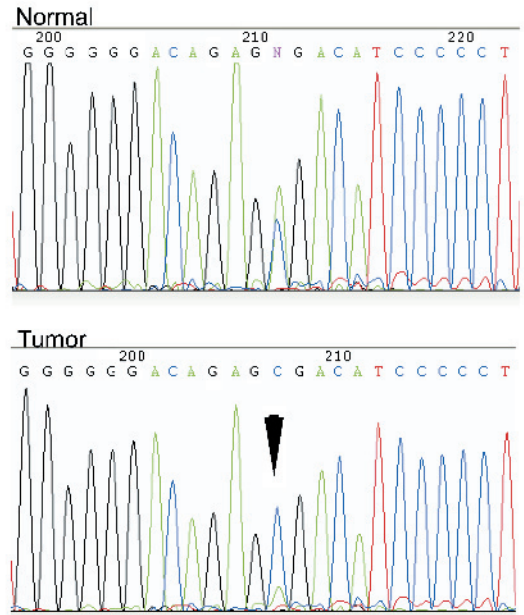 Normal
200 210 220
G G G G G G A C A G A G N G A C A T C C C C C T
Tumor
200 210
G G G G G G A C A G A G C G A C A T C C C C C T